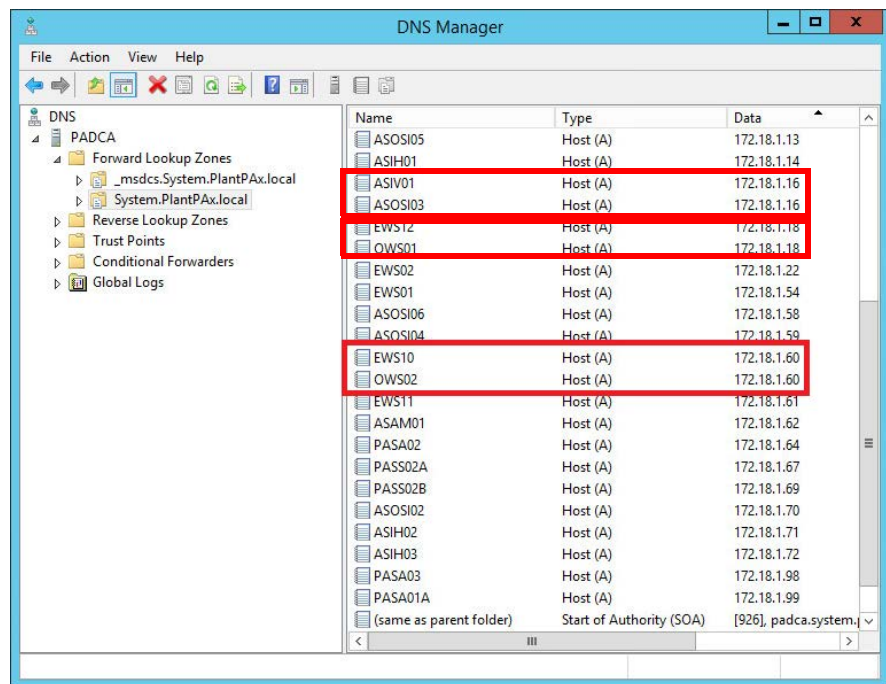 DNS Manager
File Action View Help
DNS
PADCA
Forward Lookup Zones
_msdcs.System.PlantPAx.local
System.PlantPAx.local
Reverse Lookup Zones
Trust Points
Conditional Forwarders
Global Logs
Name Type Data
ASOSI05 Host (A) 172.18.1.13
ASIH01 Host (A) 172.18.1.14
ASIV01 Host (A) 172.18.1.16
ASOSI03 Host (A) 172.18.1.16
EWS12 Host (A) 172.18.1.18
OWS01 Host (A) 172.18.1.18
EWS02 Host (A) 172.18.1.22
EWS01 Host (A) 172.18.1.54
ASOSI06 Host (A) 172.18.1.58
ASOSI04 Host (A) 172.18.1.59
EWS10 Host (A) 172.18.1.60
OWS02 Host (A) 172.18.1.60
EWS11 Host (A) 172.18.1.61
ASAM01 Host (A) 172.18.1.62
PASA02 Host (A) 172.18.1.64
PASS02A Host (A) 172.18.1.67
PASS02B Host (A) 172.18.1.69
ASOSI02 Host (A) 172.18.1.70
ASIH02 Host (A) 172.18.1.71
ASIH03 Host (A) 172.18.1.72
PASA03 Host (A) 172.18.1.98
PASA01A Host (A) 172.18.1.99
(same as parent folder) Start of Authority (SOA) [926], padca.system.p